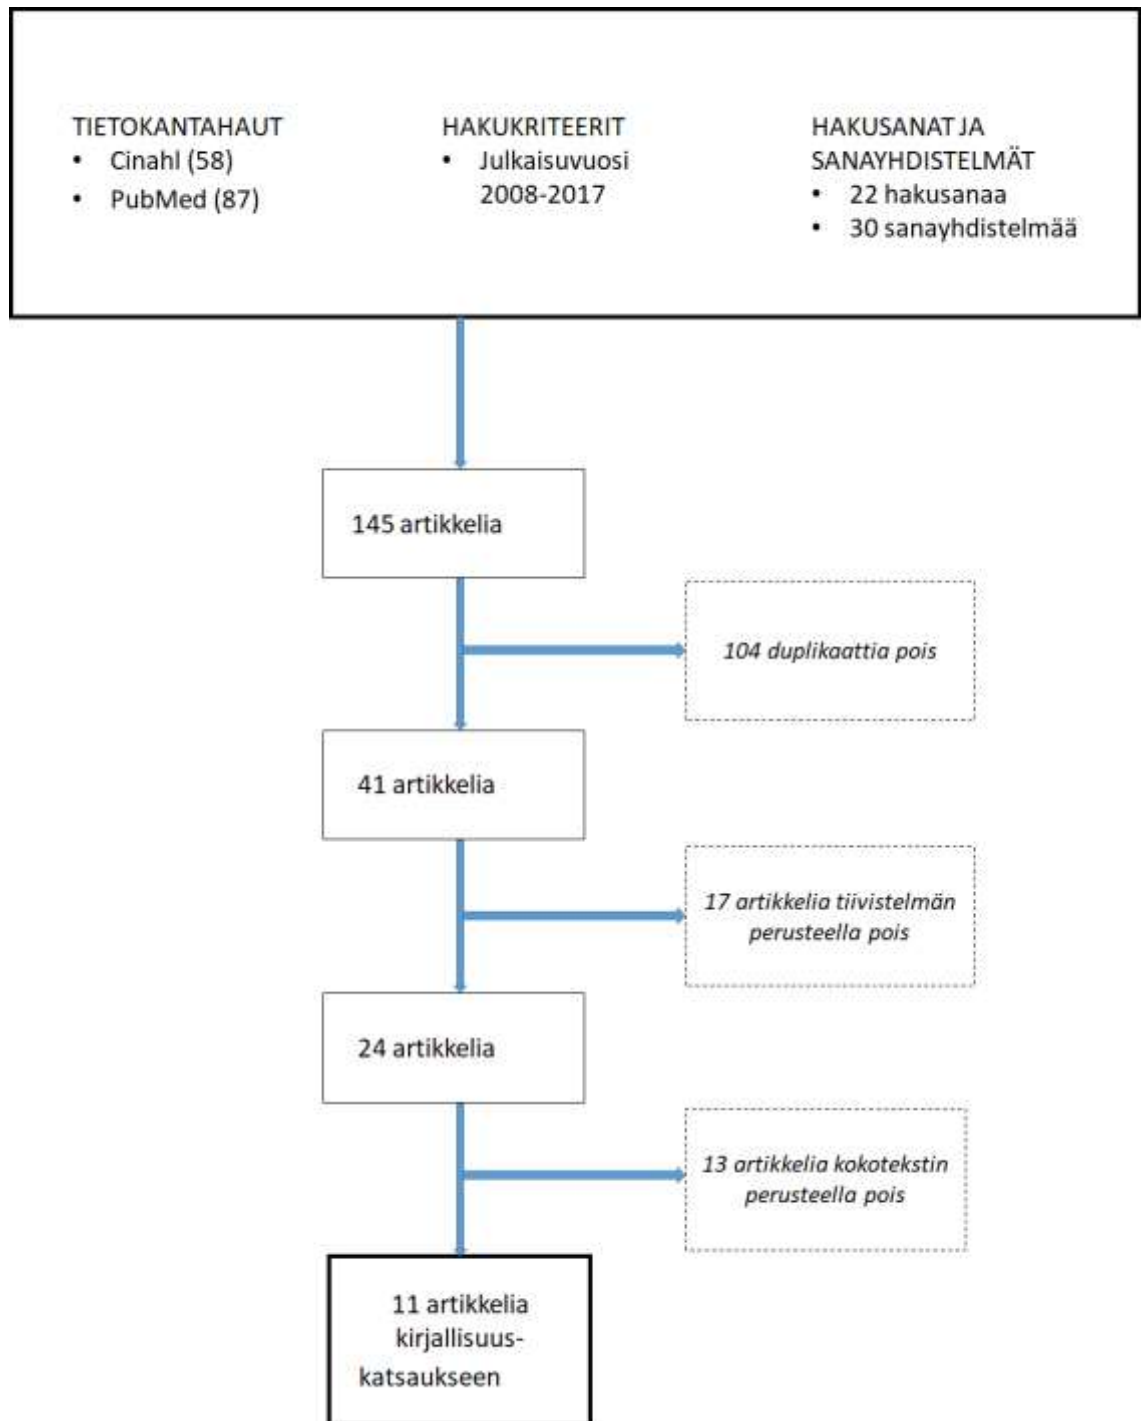 TIETOKANTAHAUT
• Cinahl (58)
• PubMed (87)
HAKUKRITEERIT
• Julkaisuvuosi
2008-2017
HAKUSANAT JA
SANAYHDISTELMÄT
• 22 hakusanaa
• 30 sanayhdistelmää
145 artikkelia
104 duplikaattia pois
41 artikkelia
17 artikkelia tiivistelmän
perusteella pois
24 artikkelia
13 artikkelia kokotekstin
perusteella pois
11 artikkelia
kirjallisuus-
katsaukseen